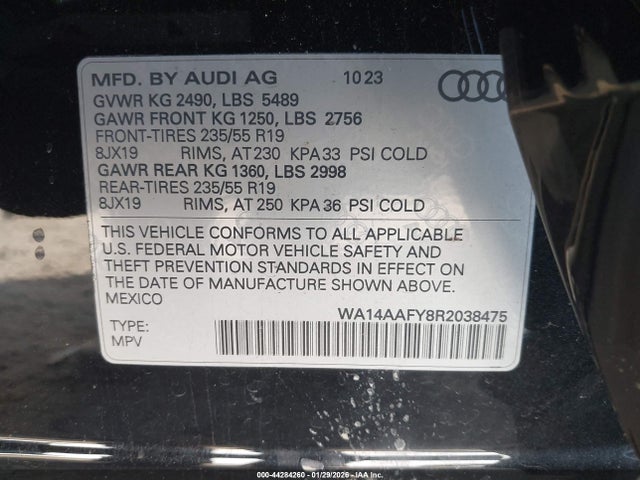 MFD. BY AUDI AG 10 23
GVWR KG 2490, LBS 5489
GAWR FRONT KG 1250, LBS 2756
FRONT-TIRES 235/55 R19
8JX19 RIMS, AT 230 KPA 33 PSI COLD
GAWR REAR KG 1360, LBS 2998
REAR-TIRES 235/55 R19
8JX19 RIMS, AT 250 KPA 36 PSI COLD
THIS VEHICLE CONFORMS TO ALL APPLICABLE
U.S. FEDERAL MOTOR VEHICLE SAFETY AND
THEFT PREVENTION STANDARDS IN EFFECT ON
THE DATE OF MANUFACTURE SHOWN ABOVE.
MEXICO
WA14AAFY8R2038475
TYPE:
MPV
000-44284260 - 01/29/2026 - IAA Inc.